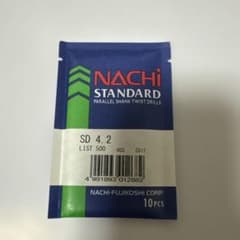 NACHi
STANDARD
PARALLEL SHANK TWIST DRILLS
SD 4.2
LIST 500
NACHI-FUJIKOSHI CORP.
10PCS